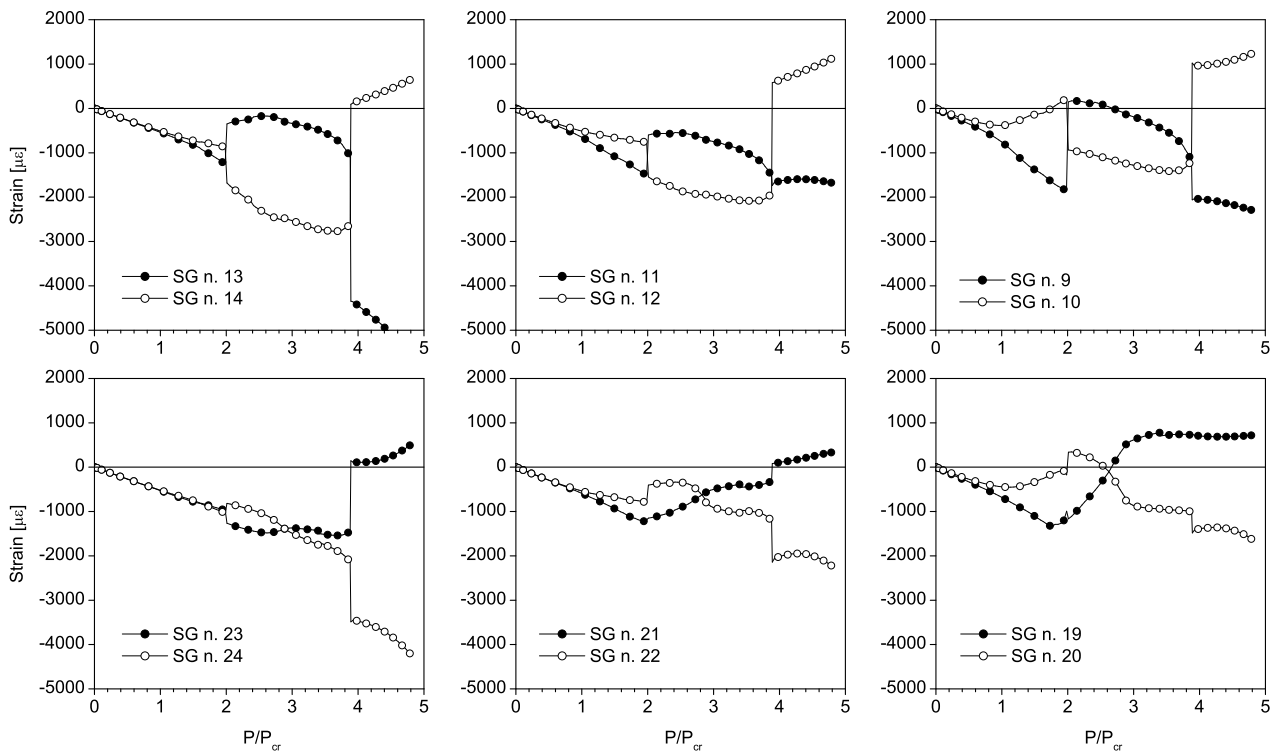 2000
1000
0
-1000
-2000
-3000
-4000
-5000
Strain [με]
SG n. 13
SG n. 14
0 1 2 3 4 5
2000
1000
0
-1000
-2000
-3000
-4000
-5000
SG n. 11
SG n. 12
0 1 2 3 4 5
2000
1000
0
-1000
-2000
-3000
-4000
-5000
SG n. 9
SG n. 10
0 1 2 3 4 5
2000
1000
0
-1000
-2000
-3000
-4000
-5000
Strain [με]
SG n. 23
SG n. 24
0 1 2 3 4 5
P/Pcr
2000
1000
0
-1000
-2000
-3000
-4000
-5000
SG n. 21
SG n. 22
0 1 2 3 4 5
P/Pcr
2000
1000
0
-1000
-2000
-3000
-4000
-5000
SG n. 19
SG n. 20
0 1 2 3 4 5
P/Pcr